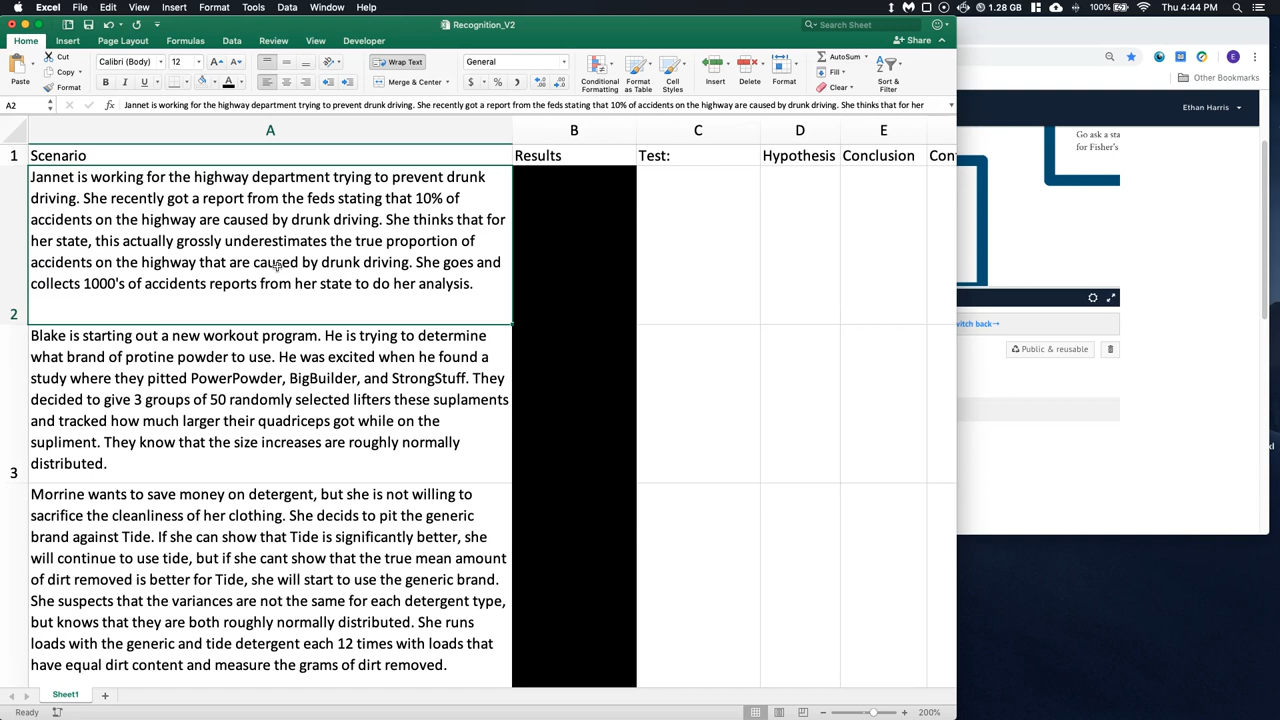 Excel File Edit View Insert Format Tools Data Window Help 1.28 GB 100% Thu 4:44 PM
Recognition_V2
Search Sheet
Home Insert Page Layout Formulas Data Review View Developer Share
Cut
Copy
Format
Paste
Calibri (Body) 12
Wrap Text
Merge & Center
General
Conditional Formatting
Format as Table
Cell Styles
Insert
Delete
Format
AutoSum
Fill
Clear
Sort & Filter
A2 fx Jannet is working for the highway department trying to prevent drunk driving. She recently got a report from the feds stating that 10% of accidents on the highway are caused by drunk driving. She thinks that for her
A B C D E
1 Scenario Results Test: Hypothesis Conclusion
Jannet is working for the highway department trying to prevent drunk
driving. She recently got a report from the feds stating that 10% of
accidents on the highway are caused by drunk driving. She thinks that for
her state, this actually grossly underestimates the true proportion of
accidents on the highway that are caused by drunk driving. She goes and
collects 1000's of accidents reports from her state to do her analysis.
2
Blake is starting out a new workout program. He is trying to determine
what brand of protine powder to use. He was excited when he found a
study where they pitted PowerPowder, BigBuilder, and StrongStuff. They
decided to give 3 groups of 50 randomly selected lifters these suplaments
and tracked how much larger their quadriceps got while on the
supliment. They know that the size increases are roughly normally
distributed.
3
Morrine wants to save money on detergent, but she is not willing to
sacrifice the cleanliness of her clothing. She decides to pit the generic
brand against Tide. If she can show that Tide is significantly better, she
will continue to use tide, but if she cant show that the true mean amount
of dirt removed is better for Tide, she will start to use the generic brand.
She suspects that the variances are not the same for each detergent type,
but knows that they are both roughly normally distributed. She runs
loads with the generic and tide detergent each 12 times with loads that
have equal dirt content and measure the grams of dirt removed.
Sheet1
Ready
200%
Other Bookmarks
Ethan Harris
Go ask a sta
for Fisher's
witch back→
Public & reusable